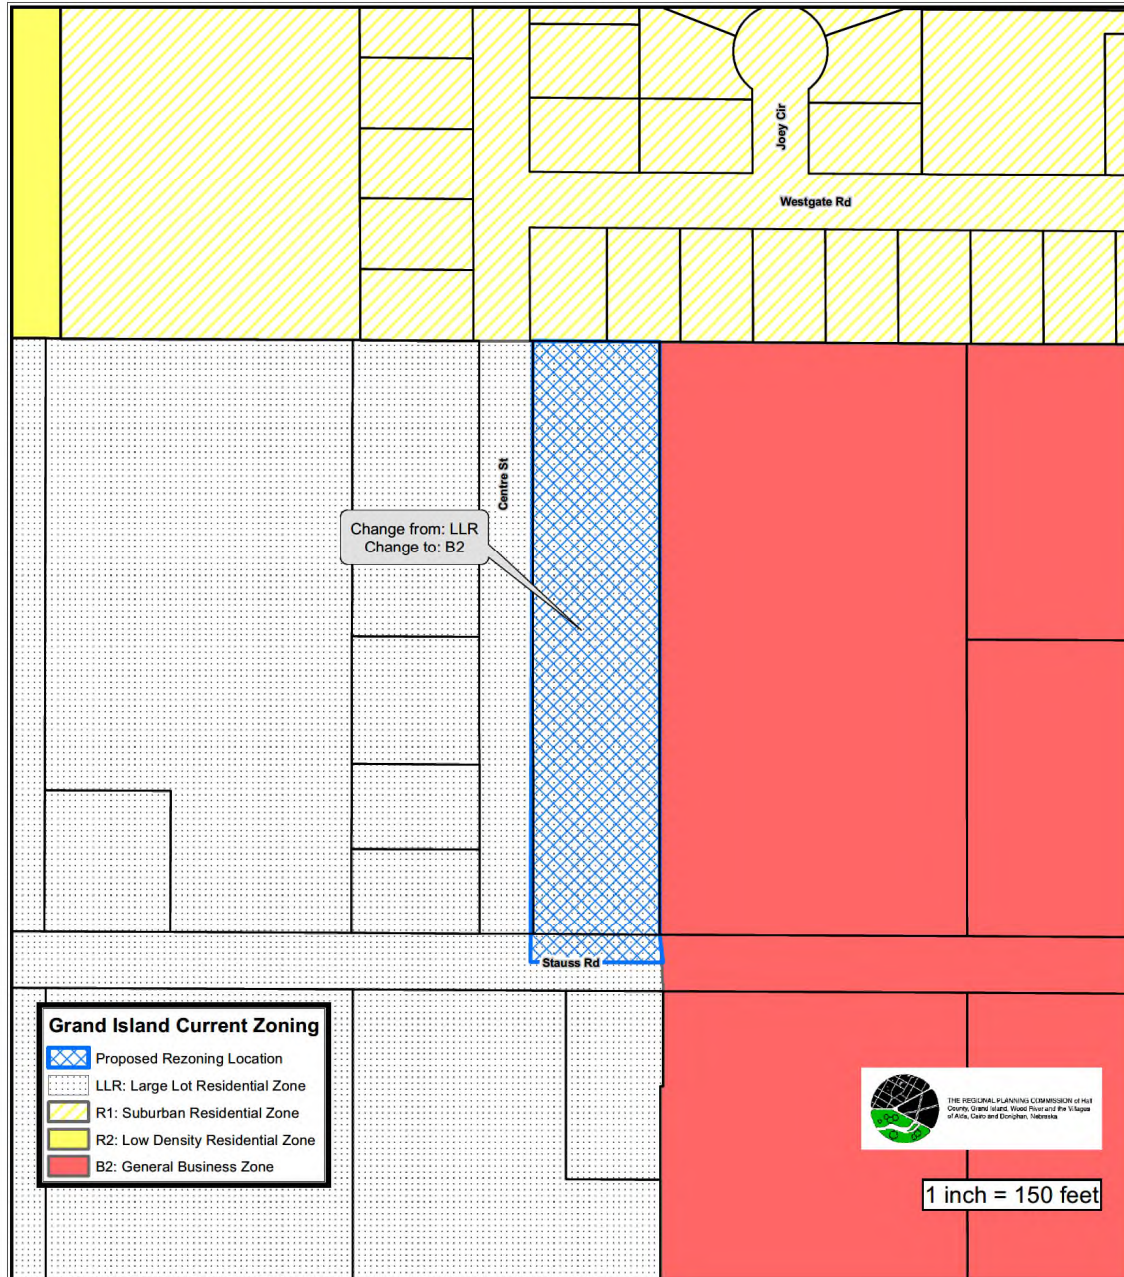 Joey Cir
Westgate Rd
Centre St
Change from: LLR
Change to: B2
Stauss Rd
Grand Island Current Zoning
Proposed Rezoning Location
LLR: Large Lot Residential Zone
R1: Suburban Residential Zone
R2: Low Density Residential Zone
B2: General Business Zone
THE REGIONAL PLANNING COMMISSION of Hall
County, Grand Island, Wood River and the Villages
of Alda, Cairo and Doniphan, Nebraska.
1 inch = 150 feet